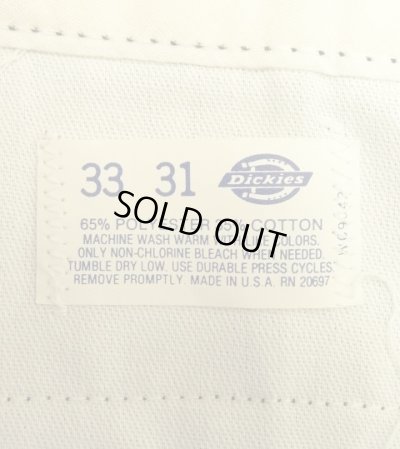 33 31 Dickies
65% POLYESTER 35% COTTON
MACHINE WASH WARM WITH LIKE COLORS.
ONLY NON-CHLORINE BLEACH WHEN NEEDED.
TUMBLE DRY LOW. USE DURABLE PRESS CYCLES.
REMOVE PROMPTLY. MADE IN U.S.A. RN 20697
SOLD OUT